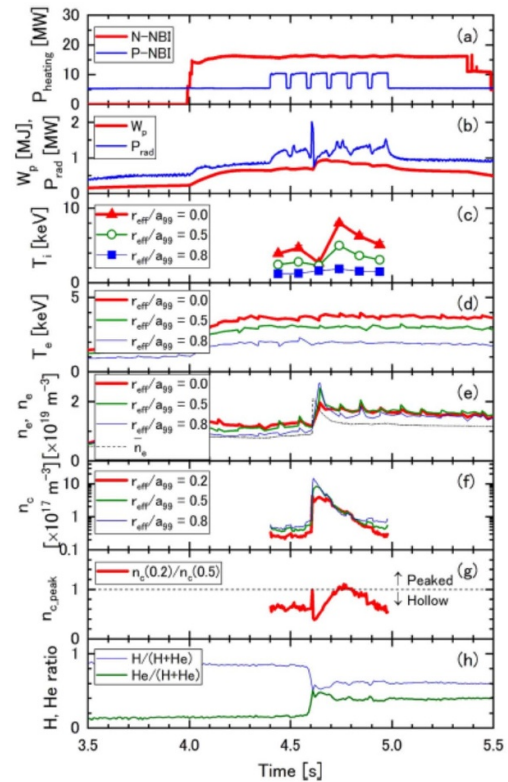 P_heating [MW]
30
20
10
0
N-NBI
P-NBI
(a)
W_p [MJ],
P_rad [MW]
2
1
0
W_p
P_rad
(b)
T_i [keV]
10
5
0
r_eff/a_99 = 0.0
r_eff/a_99 = 0.5
r_eff/a_99 = 0.8
(c)
T_e [keV]
5
0
r_eff/a_99 = 0.0
r_eff/a_99 = 0.5
r_eff/a_99 = 0.8
(d)
n_e, n̄_e
[×10^19 m^-3]
2
0
r_eff/a_99 = 0.0
r_eff/a_99 = 0.5
r_eff/a_99 = 0.8
n̄_e
(e)
n_c
[×10^17 m^-3]
10
1
0.1
r_eff/a_99 = 0.2
r_eff/a_99 = 0.5
r_eff/a_99 = 0.8
(f)
n_c_peak
1
0
n_c(0.2)/n_c(0.5)
(g)
↑ Peaked
↓ Hollow
H, He ratio
1
0
H/(H+He)
He/(H+He)
(h)
3.5 4.0 4.5 5.0 5.5
Time [s]